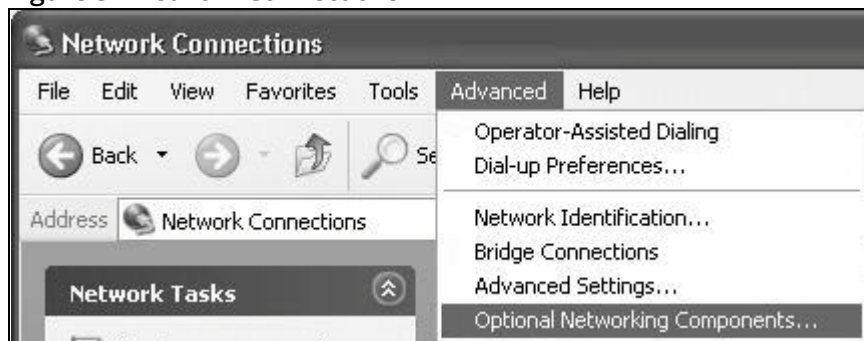 Network Connections
File Edit View Favorites Tools Advanced Help
Back
Operator-Assisted Dialing
Dial-up Preferences...
Address Network Connections
Network Identification...
Bridge Connections
Advanced Settings...
Optional Networking Components...
Network Tasks